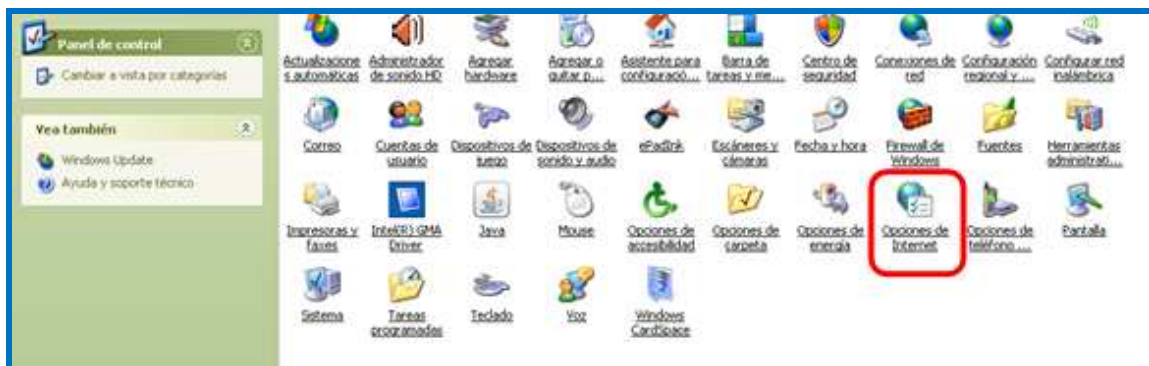 Panel de control
Cambiar a vista por categorías
Vea también
Windows Update
Ayuda y soporte técnico
Actualizacione
s automáticas
Administrador
de sonido HD
Agregar
hardware
Agregar o
quitar p...
Asistente para
configuració...
Barra de
tareas y me...
Centro de
seguridad
Conexiones de
red
Configuración
regional y ...
Configurar red
inalámbrica
Correo
Cuentas de
usuario
Dispositivos de
juego
Dispositivos de
sonido y audio
ePadInk
Escáneres y
cámaras
Fecha y hora
Firewall de
Windows
Fuentes
Herramientas
administrati...
Impresoras y
faxes
Intel(R) GMA
Driver
Java
Mouse
Opciones de
accesibilidad
Opciones de
carpeta
Opciones de
energía
Opciones de
Internet
Opciones de
teléfono ...
Pantalla
Sistema
Tareas
programadas
Teclado
Voz
Windows
CardSpace